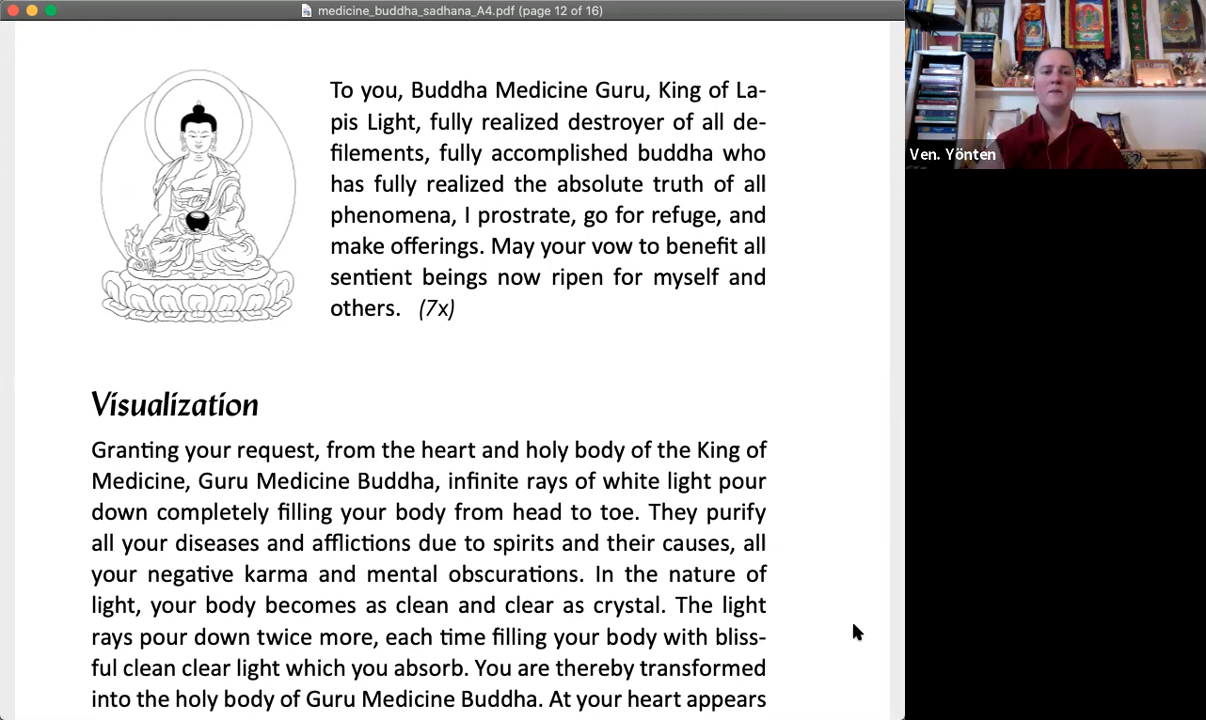 medicine_buddha_sadhana_A4.pdf (page 12 of 16)
To you, Buddha Medicine Guru, King of La-
pis Light, fully realized destroyer of all de-
filements, fully accomplished buddha who
has fully realized the absolute truth of all
phenomena, I prostrate, go for refuge, and
make offerings. May your vow to benefit all
sentient beings now ripen for myself and
others. (7x)
Visualization
Granting your request, from the heart and holy body of the King of
Medicine, Guru Medicine Buddha, infinite rays of white light pour
down completely filling your body from head to toe. They purify
all your diseases and afflictions due to spirits and their causes, all
your negative karma and mental obscurations. In the nature of
light, your body becomes as clean and clear as crystal. The light
rays pour down twice more, each time filling your body with bliss-
ful clean clear light which you absorb. You are thereby transformed
into the holy body of Guru Medicine Buddha. At your heart appears
Ven. Yönten